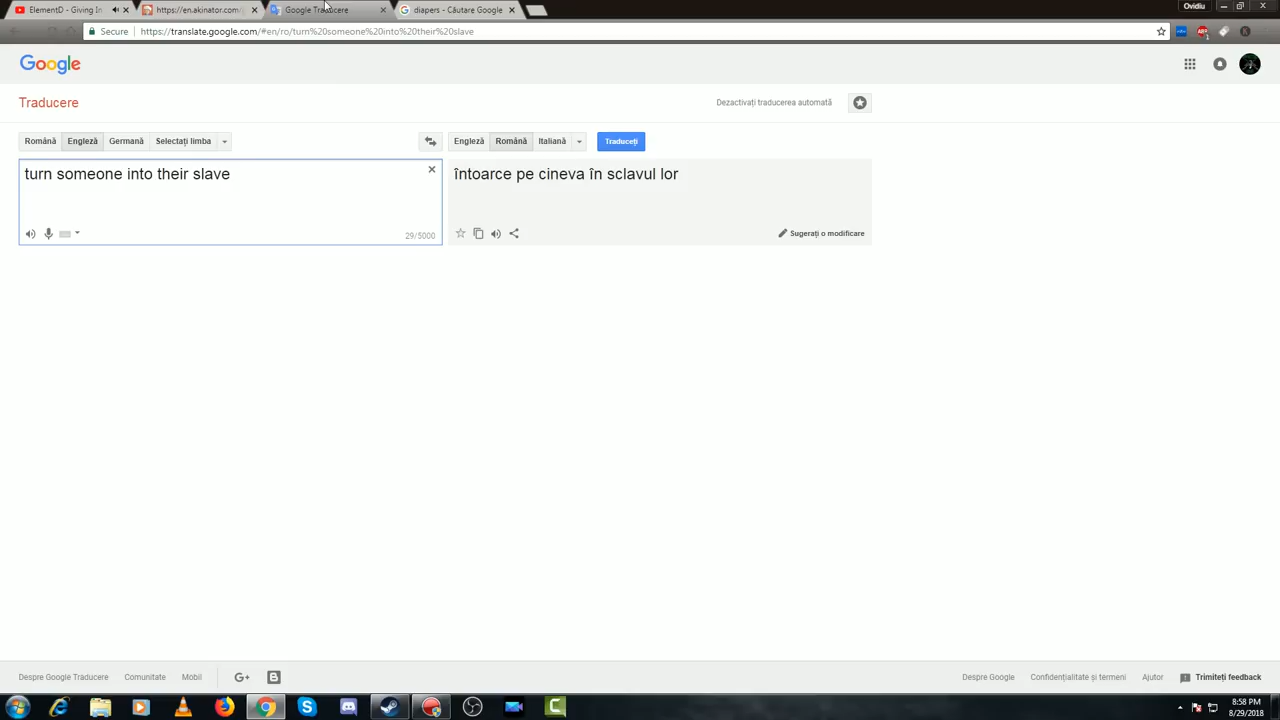 ElementD - Giving In
https://en.akinator.com/
Google Traducere
diapers - Căutare Google
Ovidiu
Secure
https://translate.google.com/#en/ro/turn%20someone%20into%20their%20slave
Google
Traducere
Dezactivați traducerea automată
Română Engleză Germană Selectați limba
Engleză Română Italiană Traduceți
turn someone into their slave
întoarce pe cineva în sclavul lor
29/5000
Sugerați o modificare
Despre Google Traducere Comunitate Mobil G+
Despre Google Confidențialitate și termeni Ajutor Trimiteți feedback
8:58 PM
8/29/2018